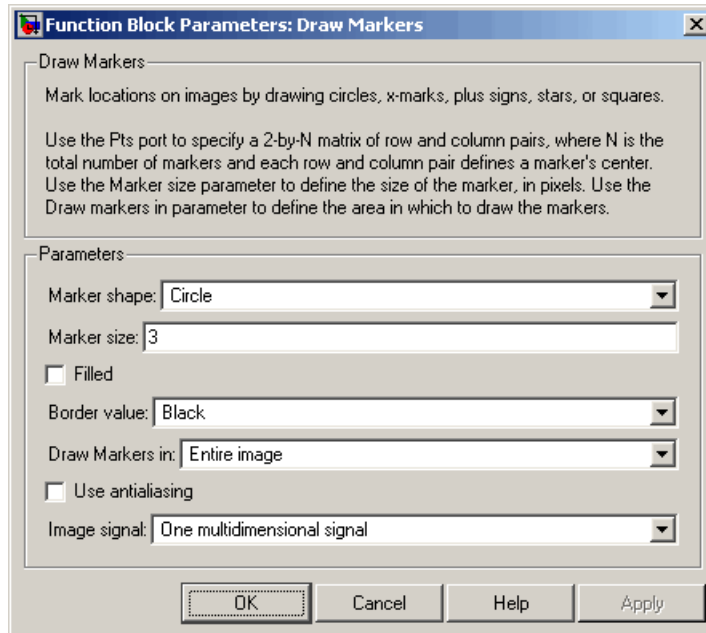 Function Block Parameters: Draw Markers
Draw Markers
Mark locations on images by drawing circles, x-marks, plus signs, stars, or squares.
Use the Pts port to specify a 2-by-N matrix of row and column pairs, where N is the
total number of markers and each row and column pair defines a marker's center.
Use the Marker size parameter to define the size of the marker, in pixels. Use the
Draw markers in parameter to define the area in which to draw the markers.
Parameters
Marker shape: Circle
Marker size: 3
Filled
Border value: Black
Draw Markers in: Entire image
Use antialiasing
Image signal: One multidimensional signal
OK Cancel Help Apply